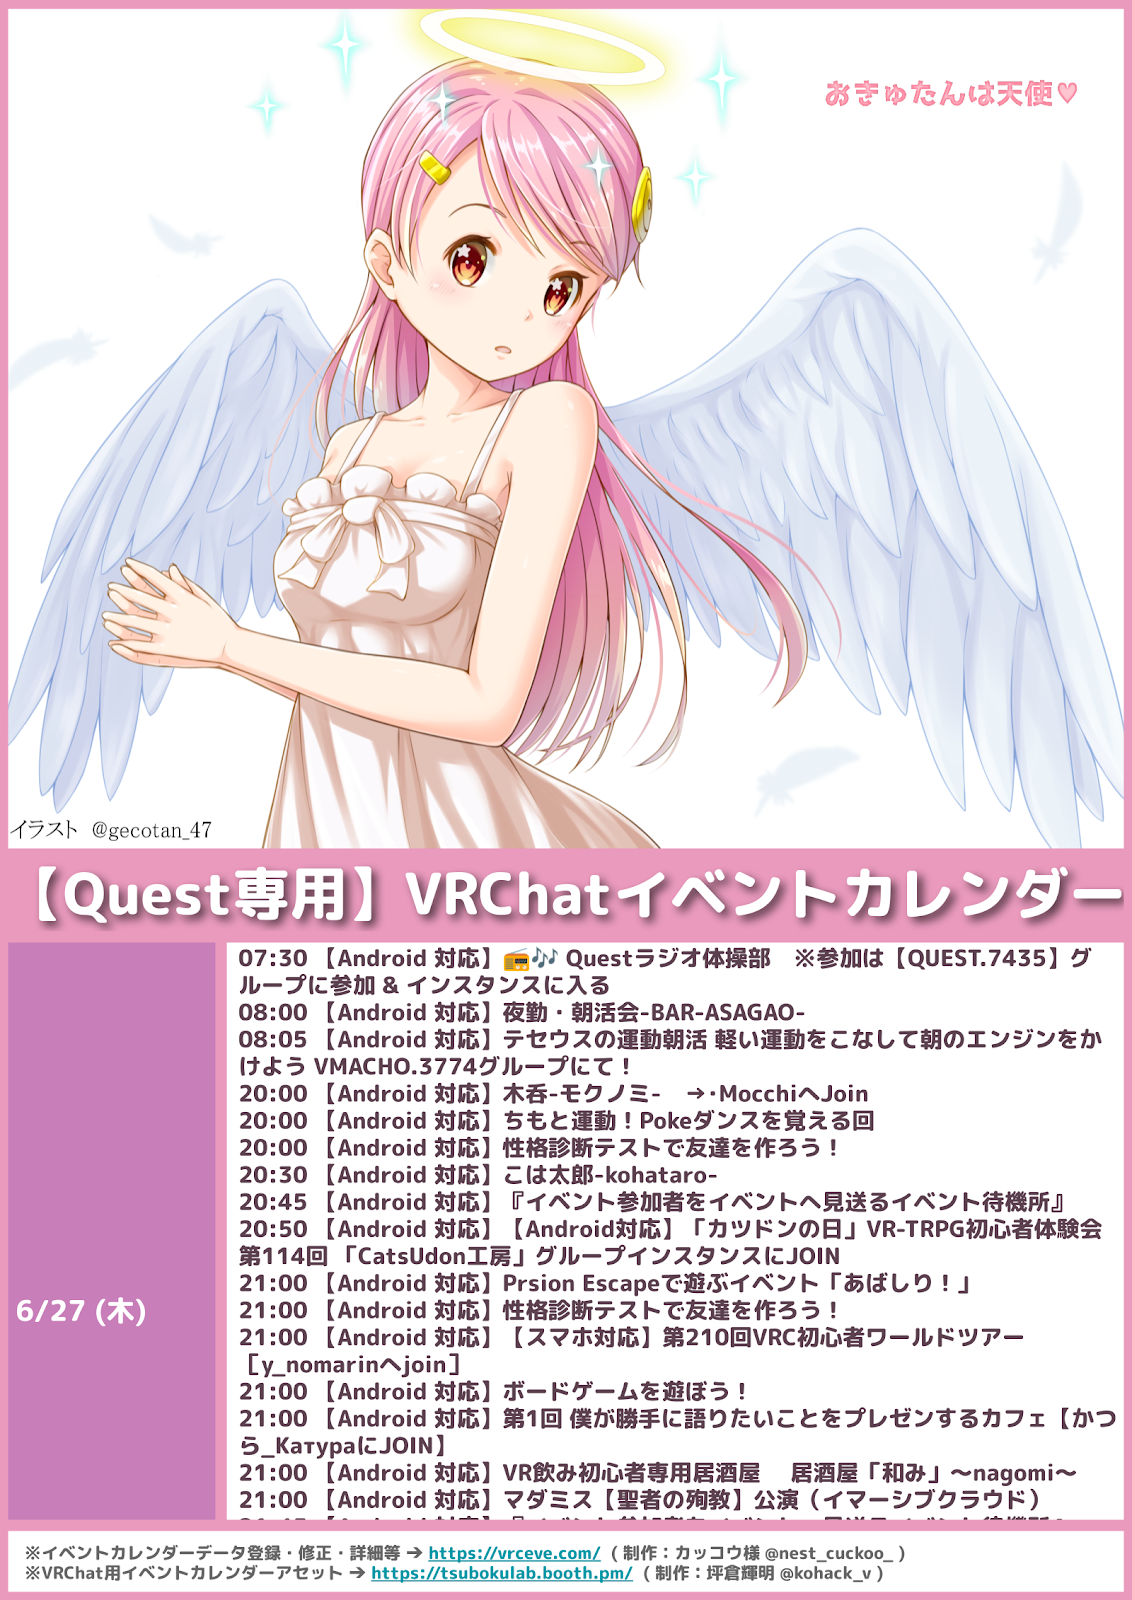 おきゅたんは天使♥
イラスト @gecotan_47
【Quest専用】VRChatイベントカレンダー
6/27 (木)
07:30 【Android 対応】📻🎶 Questラジオ体操部　※参加は【QUEST.7435】グ
ループに参加 & インスタンスに入る
08:00 【Android 対応】夜勤・朝活会-BAR-ASAGAO-
08:05 【Android 対応】テセウスの運動朝活 軽い運動をこなして朝のエンジンをか
けよう VMACHO.3774グループにて！
20:00 【Android 対応】木呑-モクノミ-　→･MocchiへJoin
20:00 【Android 対応】ちもと運動！Pokeダンスを覚える回
20:00 【Android 対応】性格診断テストで友達を作ろう！
20:30 【Android 対応】こは太郎-kohataro-
20:45 【Android 対応】『イベント参加者をイベントへ見送るイベント待機所』
20:50 【Android 対応】【Android対応】「カツドンの日」VR-TRPG初心者体験会
第114回 「CatsUdon工房」グループインスタンスにJOIN
21:00 【Android 対応】Prsion Escapeで遊ぶイベント「あばしり！」
21:00 【Android 対応】性格診断テストで友達を作ろう！
21:00 【Android 対応】【スマホ対応】第210回VRC初心者ワールドツアー
［y_nomarinへjoin］
21:00 【Android 対応】ボードゲームを遊ぼう！
21:00 【Android 対応】第1回 僕が勝手に語りたいことをプレゼンするカフェ【かつ
ら_KатураにJOIN】
21:00 【Android 対応】VR飲み初心者専用居酒屋　 居酒屋「和み」～nagomi～
21:00 【Android 対応】マダミス【聖者の殉教】公演（イマーシブクラウド）
※イベントカレンダーデータ登録・修正・詳細等 ➔ https://vrceve.com/ ( 制作：カッコウ様 @nest_cuckoo_ )
※VRChat用イベントカレンダーアセット ➔ https://tsubokulab.booth.pm/ ( 制作：坪倉輝明 @kohack_v )